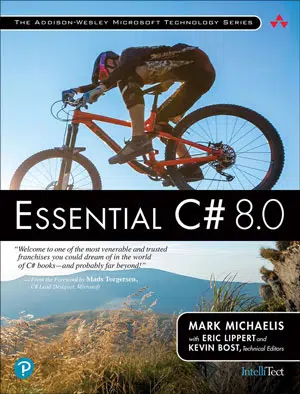 THE ADDISON-WESLEY MICROSOFT TECHNOLOGY SERIES
ESSENTIAL C# 8.0
"Welcome to one of the most venerable and trusted
franchises you could dream of in the world
of C# books—and probably far beyond!"
—From the Foreword by Mads Torgersen,
C# Lead Designer, Microsoft
MARK MICHAELIS
with ERIC LIPPERT and
KEVIN BOST, Technical Editors
P
IntelliTect